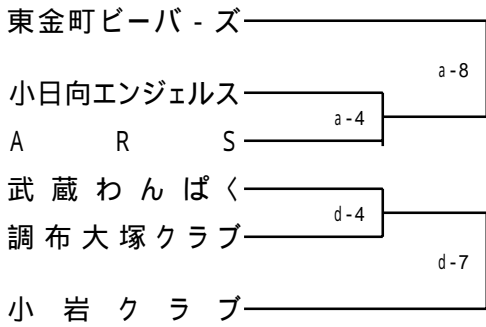 東金町ビーバ-ズ
a-8
小日向エンジェルス
a-4
A R S
武蔵わんぱく
d-4
調布大塚クラブ
d-7
小岩クラブ